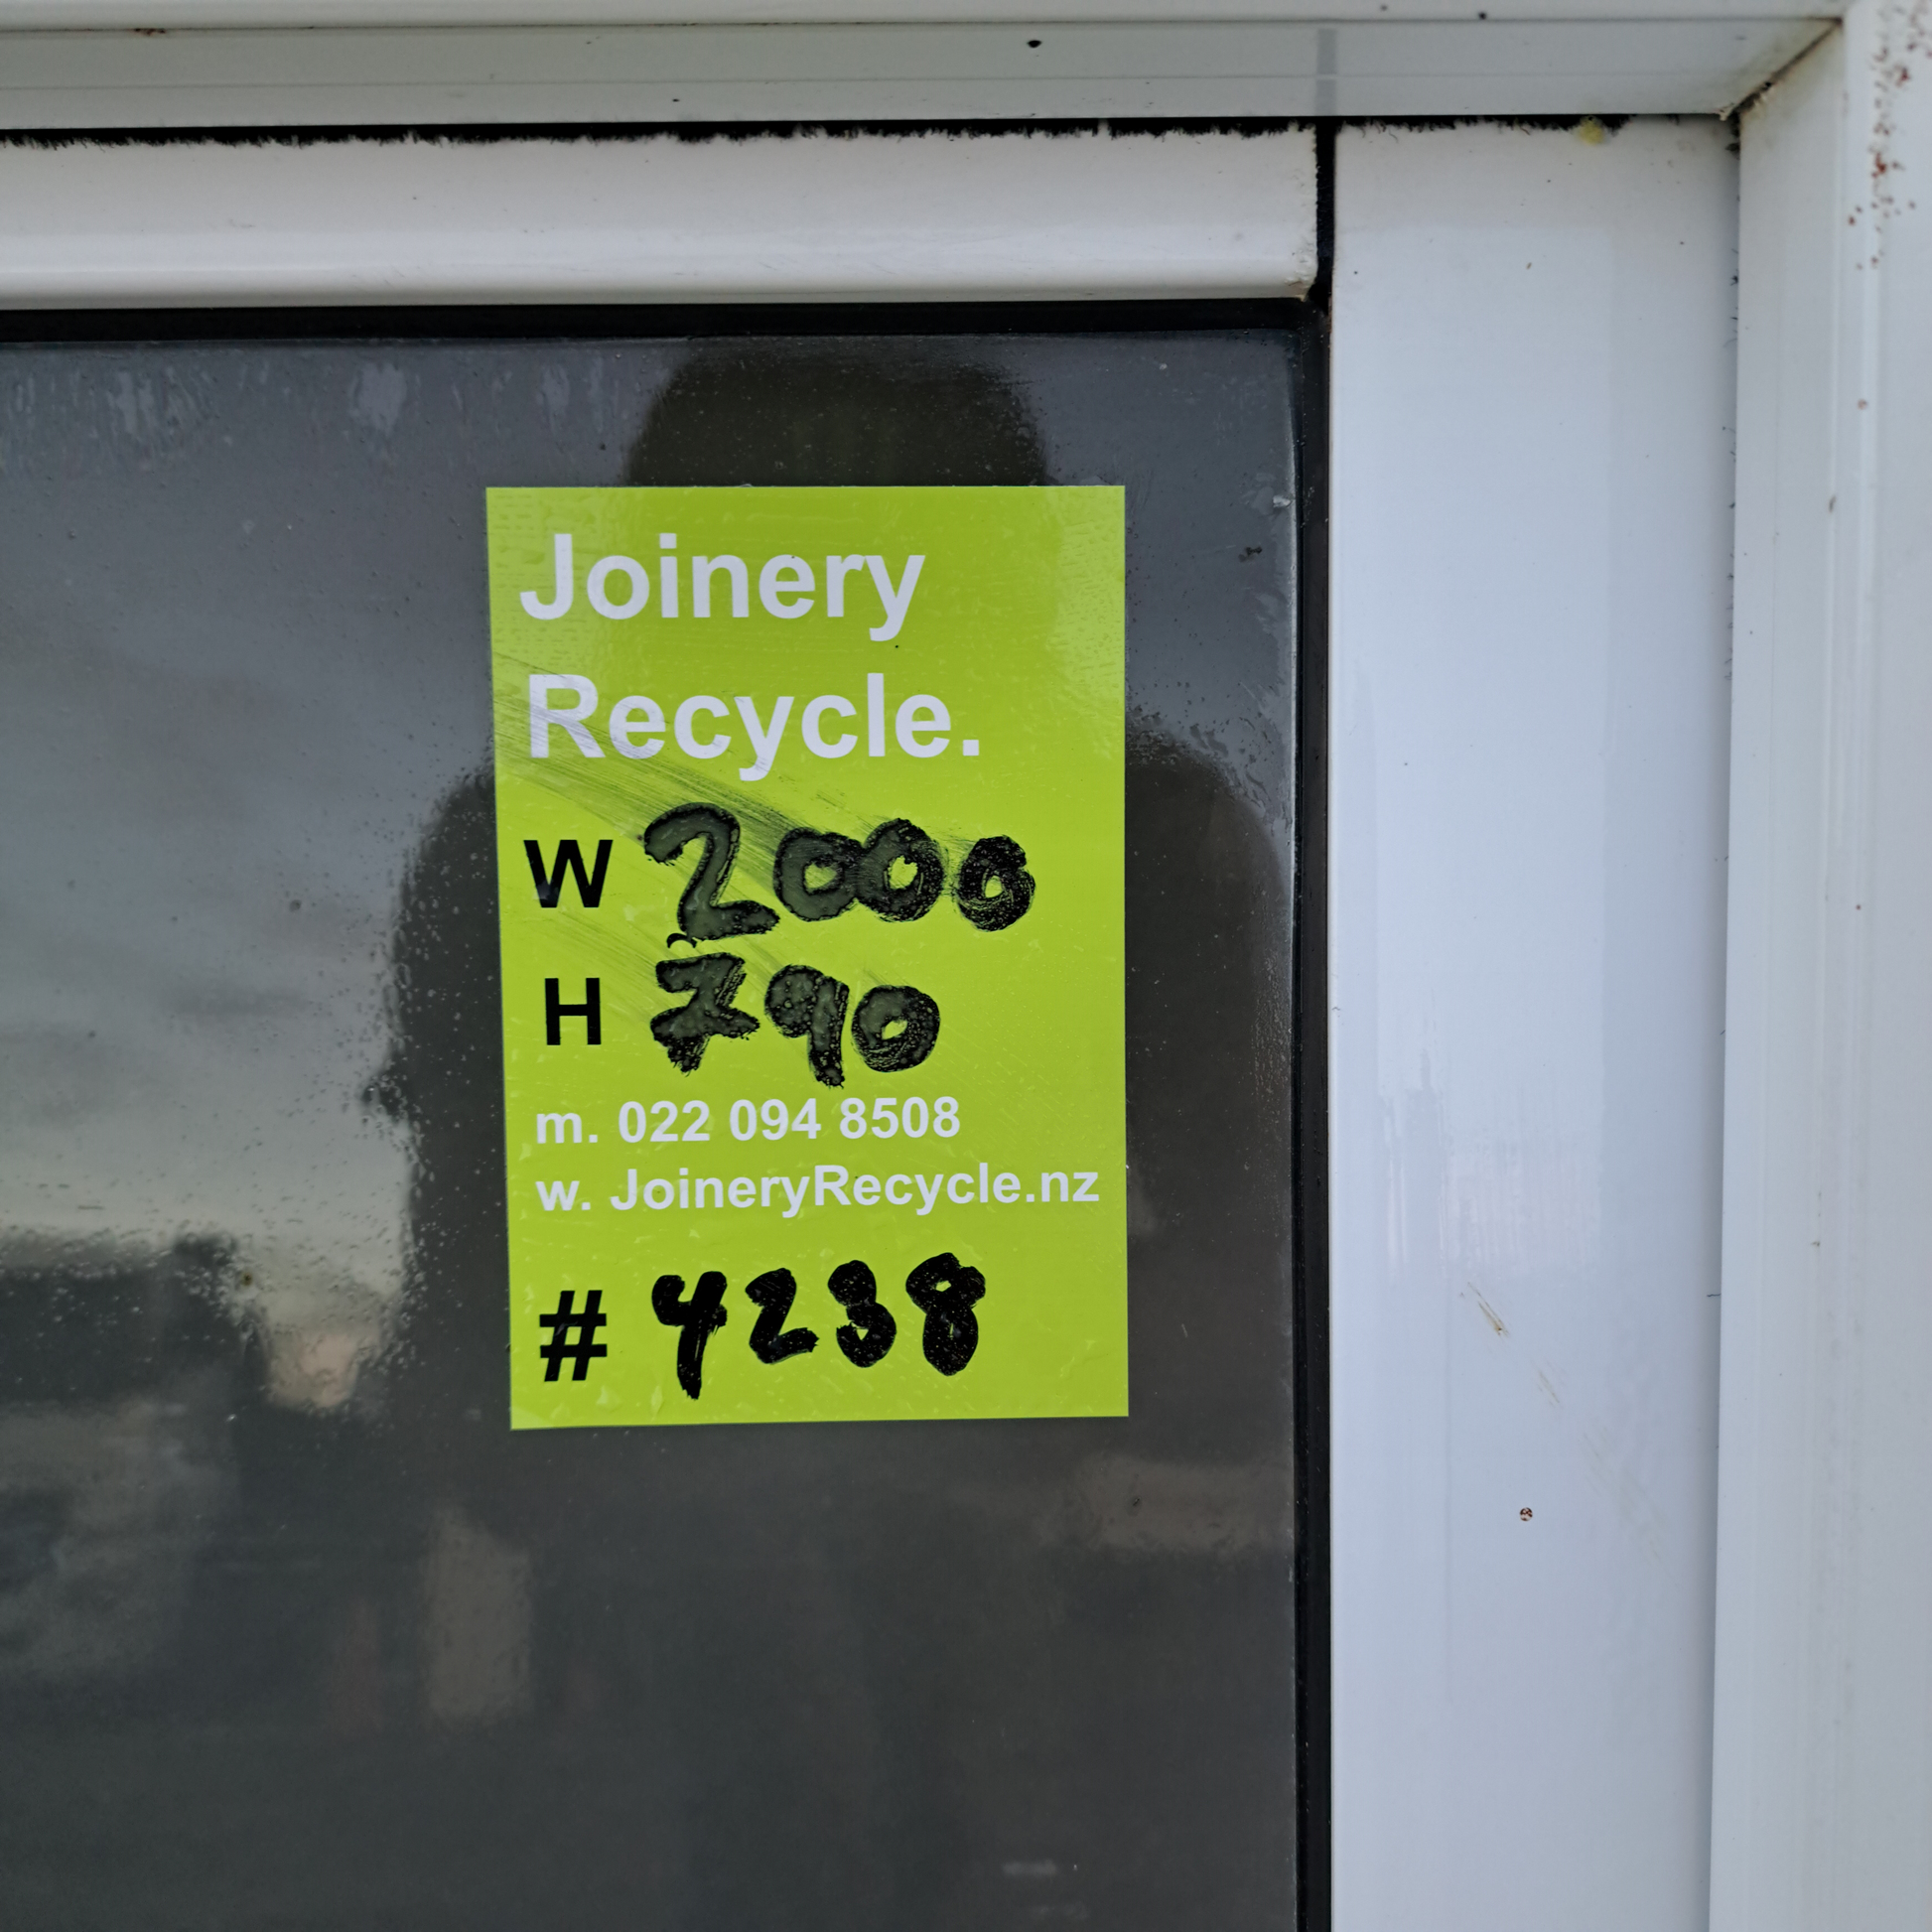 Joinery
Recycle.
W 2000
H 790
m. 022 094 8508
w. JoineryRecycle.nz
# 4238